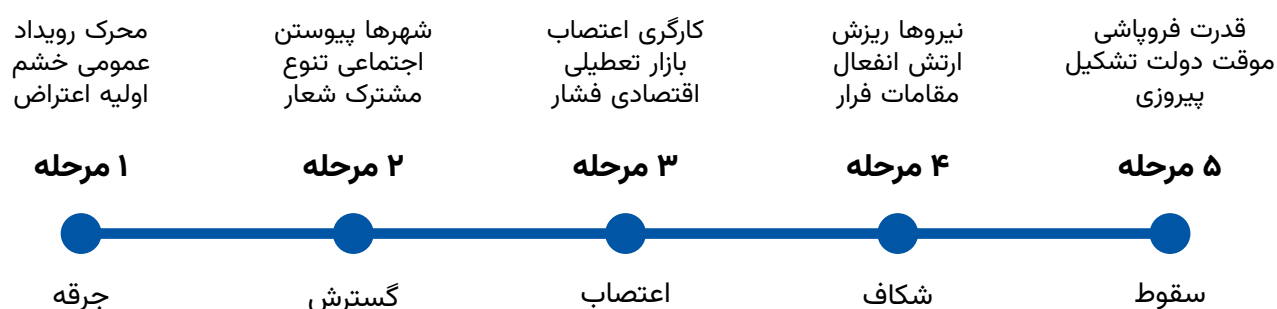 محرک رویداد
عمومی خشم
اولیه اعتراض
۱ مرحله
جرقه
شهرها پیوستن
اجتماعی تنوع
مشترک شعار
۲ مرحله
گسترش
کارگری اعتصاب
بازار تعطیلی
اقتصادی فشار
۳ مرحله
اعتصاب
نیروها ریزش
ارتش انفعال
مقامات فرار
۴ مرحله
شکاف
قدرت فروپاشی
موقت دولت تشکیل
پیروزی
۵ مرحله
سقوط